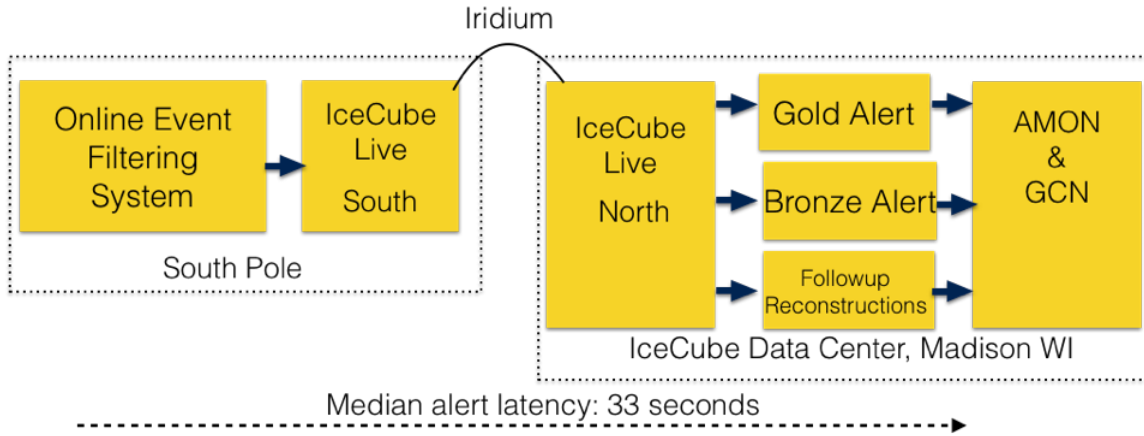 Iridium
Online Event
Filtering
System
IceCube
Live
South
South Pole
IceCube
Live
North
Gold Alert
Bronze Alert
Followup
Reconstructions
AMON
&
GCN
IceCube Data Center, Madison WI
Median alert latency: 33 seconds